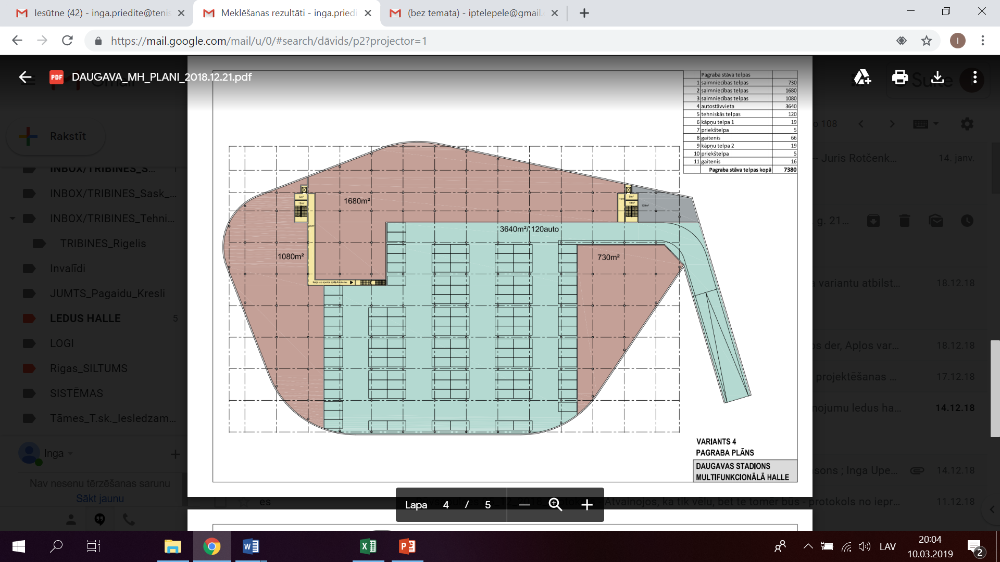 Iesūtne (42) - inga.priedite@tenis
Meklēšanas rezultāti - inga.priedi
(bez temata) - iptelepele@gmail.
https://mail.google.com/mail/u/0/#search/dāvids/p2?projector=1
DAUGAVA_MH_PLANI_2018.12.21.pdf
Rakstīt
INBOX/TRIBINES_S... 1
INBOX/TRIBINES_Sask_...
INBOX/TRIBINES_Tehni...
TRIBINES_Rigelis
Invalīdi
JUMTS_Pagaidu_Kresli
LEDUS HALLE 5
LOGI
Rigas_SILTUMS
SISTĒMAS
Tāmes_T.sk._Iesledzam...
Inga
Nav nesenu tērzēšanas sarunu
Sākt jaunu
Pagraba stāva telpas
1 saimniecības telpas 730
2 saimniecības telpas 1680
3 saimniecības telpas 1080
4 autostāvvieta 3640
5 tehniskās telpas 120
6 kāpņu telpa 1 19
7 priekštelpa 5
8 gaitenis 66
9 kāpņu telpa 2 19
10 priekštelpa 5
11 gaitenis 16
Pagraba stāva telpas kopā 7380
1680m²
3640m²/ 120auto
1080m²
730m²
VARIANTS 4
PAGRABA PLĀNS
DAUGAVAS STADIONS
MULTIFUNKCIONĀLĀ HALLE
Lapa 4 / 5
Suite
o 108
– Juris Rotčenk... 14. janv.
g. 21...
a variantu atbilst... 18.12.18
os der, Apļos var... 18.12.18
projektēšanas ... 17.12.18
nojumu ledus ha... 14.12.18
sons ; Inga Upe... 14.12.18
es
Atvainojos, ka tik vēlu, bet te tomēr būs - protokols no iepr... 11.12.18
LAV
20:04
10.03.2019
2